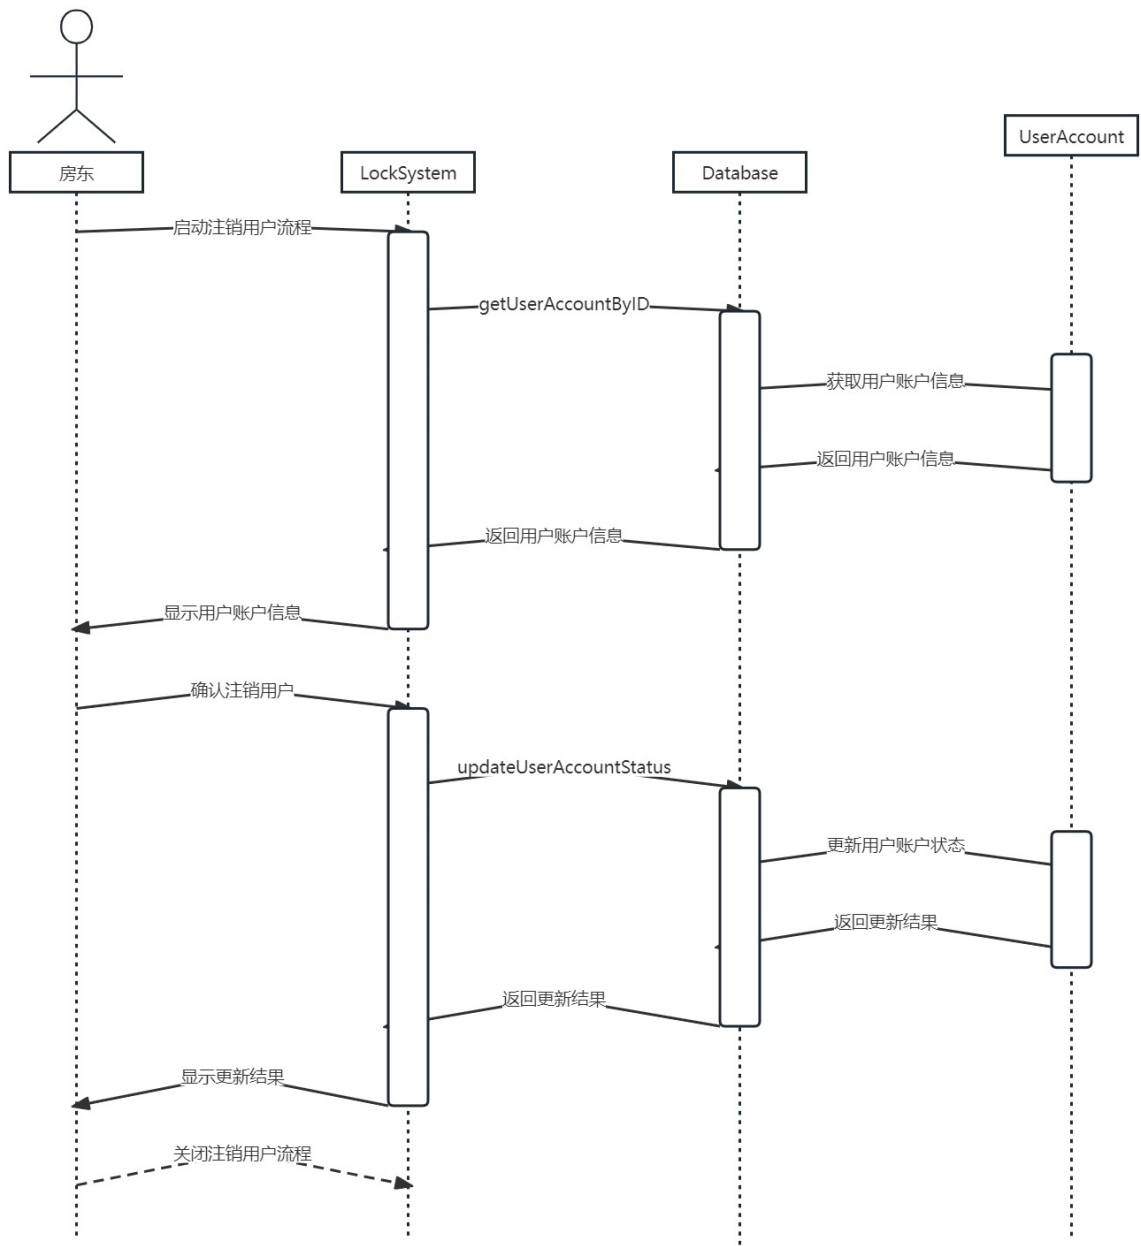 房东
LockSystem
Database
UserAccount
启动注销用户流程
getUserAccountByID
获取用户账户信息
返回用户账户信息
返回用户账户信息
显示用户账户信息
确认注销用户
updateUserAccountStatus
更新用户账户状态
返回更新结果
返回更新结果
显示更新结果
关闭注销用户流程